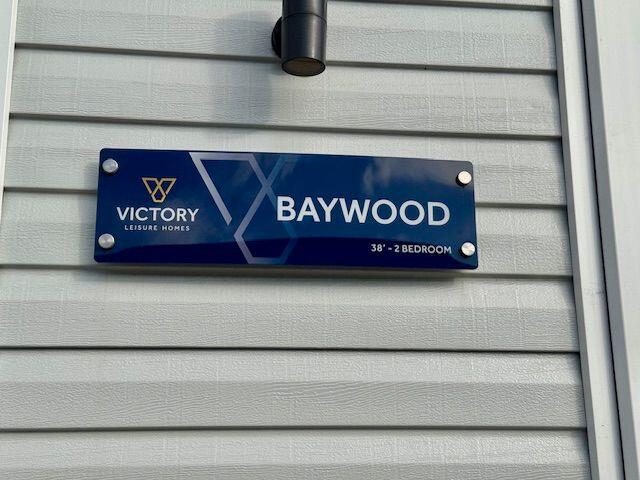 VICTORY
LEISURE HOMES
BAYWOOD
38' - 2 BEDROOM